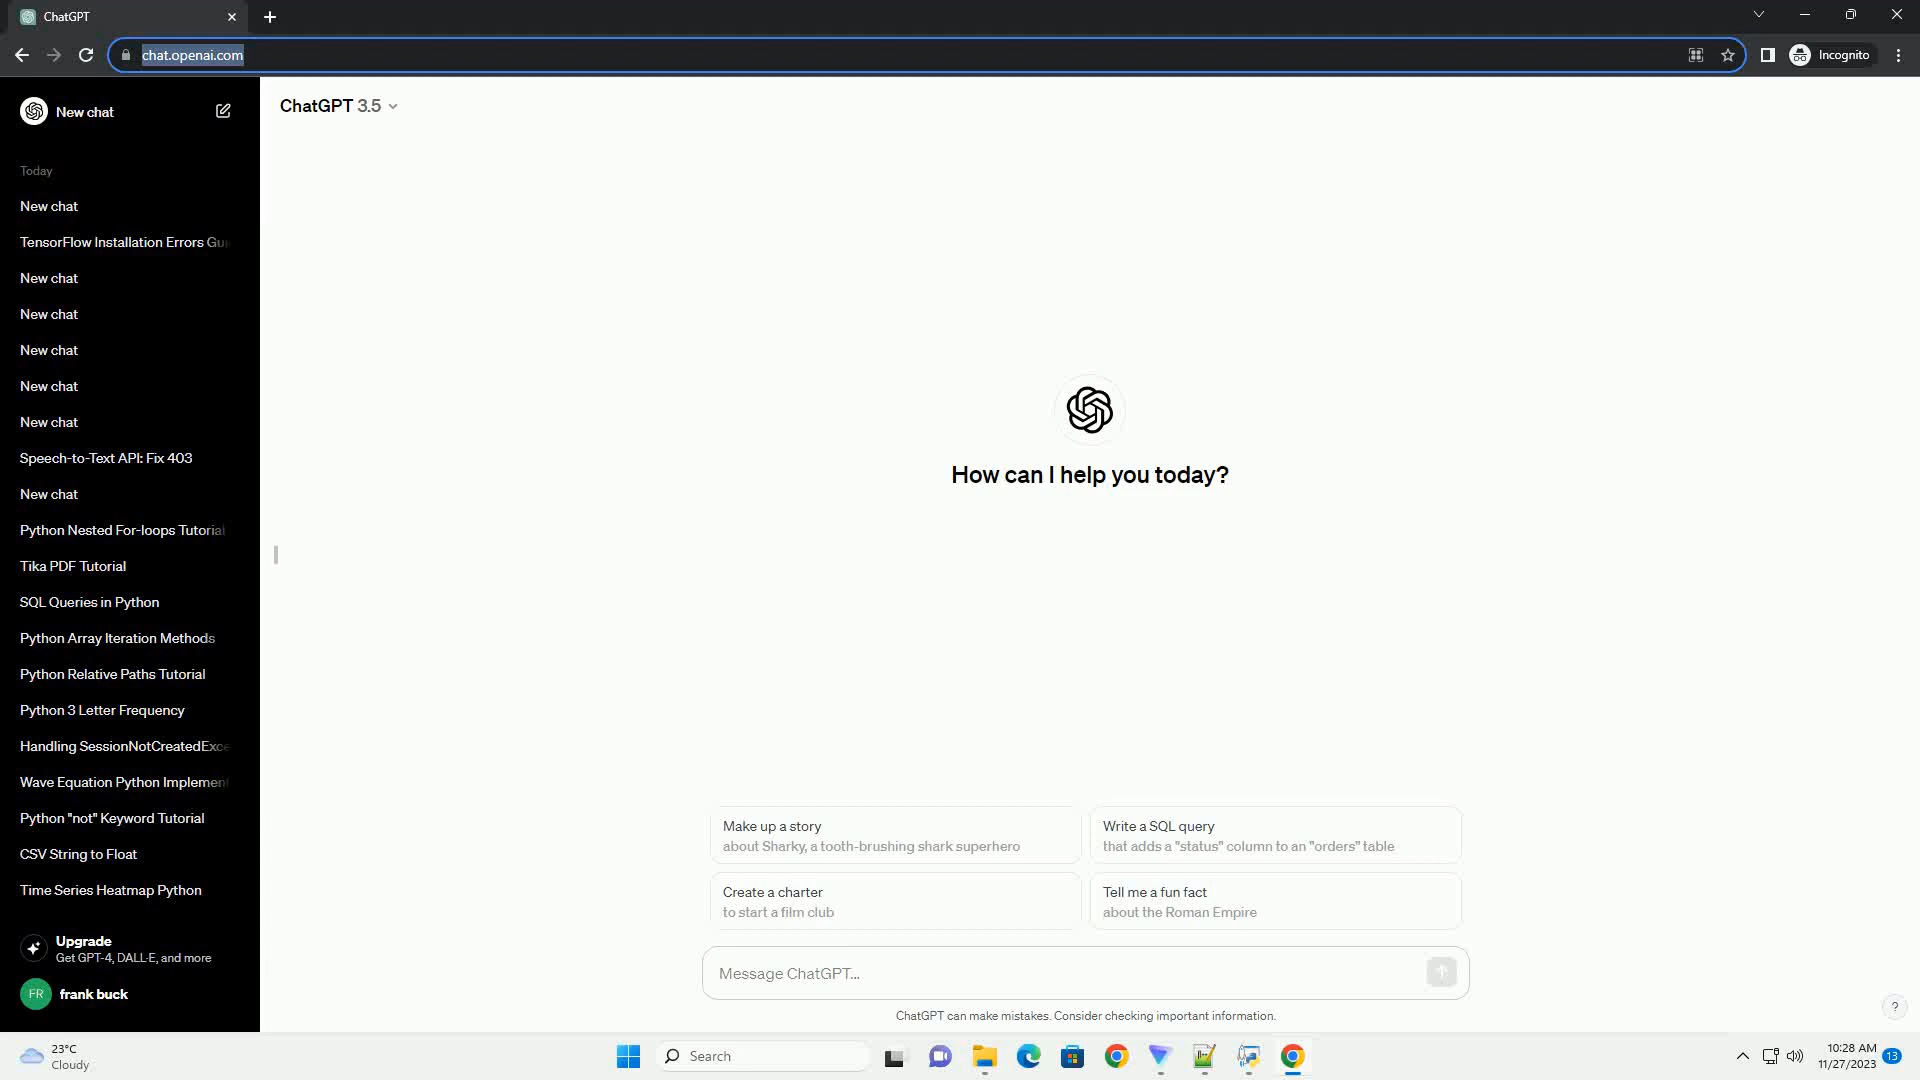 ChatGPT
chat.openai.com
Incognito
New chat
ChatGPT 3.5
Today
New chat
TensorFlow Installation Errors Gu
New chat
New chat
New chat
New chat
New chat
Speech-to-Text API: Fix 403
New chat
Python Nested For-loops Tutorial
Tika PDF Tutorial
SQL Queries in Python
Python Array Iteration Methods
Python Relative Paths Tutorial
Python 3 Letter Frequency
Handling SessionNotCreatedExce
Wave Equation Python Implemen
Python "not" Keyword Tutorial
CSV String to Float
Time Series Heatmap Python
Upgrade
Get GPT-4, DALL·E, and more
FR
frank buck
How can I help you today?
Make up a story
about Sharky, a tooth-brushing shark superhero
Write a SQL query
that adds a "status" column to an "orders" table
Create a charter
to start a film club
Tell me a fun fact
about the Roman Empire
Message ChatGPT...
ChatGPT can make mistakes. Consider checking important information.
?
23°C
Cloudy
Search
10:28 AM
11/27/2023
13